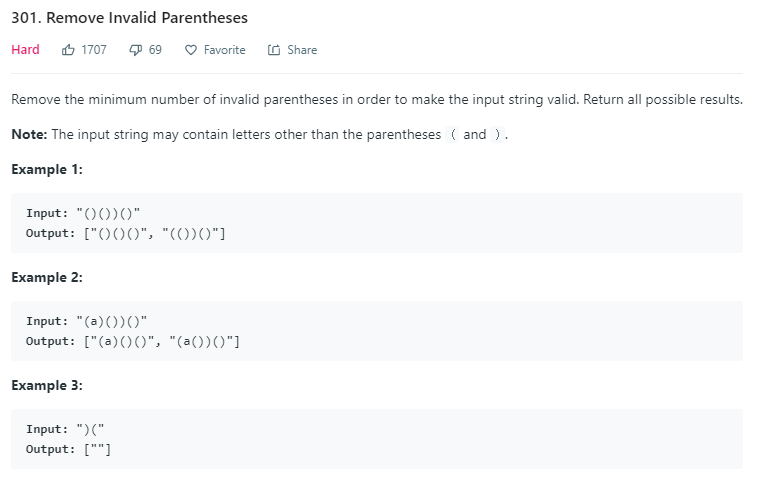 301. Remove Invalid Parentheses
Hard 1707 69 Favorite Share
Remove the minimum number of invalid parentheses in order to make the input string valid. Return all possible results.
Note: The input string may contain letters other than the parentheses ( and ).
Example 1:
Input: "()())()"
Output: ["()()()", "(())()"]
Example 2:
Input: "(a)())()"
Output: ["(a)()()", "(a())()"]
Example 3:
Input: ")("
Output: [""]